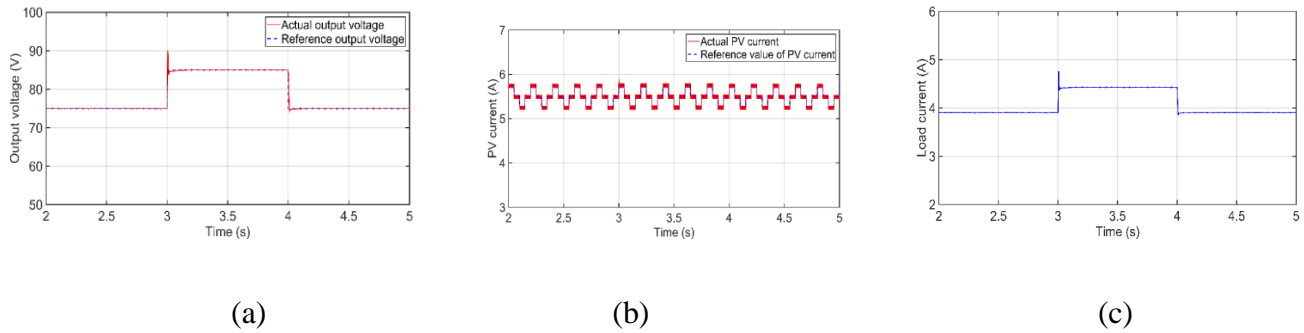 100
90
80
70
60
50
Output voltage (V)
Actual output voltage
Reference output voltage
2
2.5
3
3.5
4
4.5
5
Time (s)
(a)
7
6
5
4
3
PV current (A)
Actual PV current
Reference value of PV current
2
2.5
3
3.5
4
4.5
5
Time (s)
(b)
6
5
4
3
2
Load current (A)
2
2.5
3
3.5
4
4.5
5
Time (s)
(c)